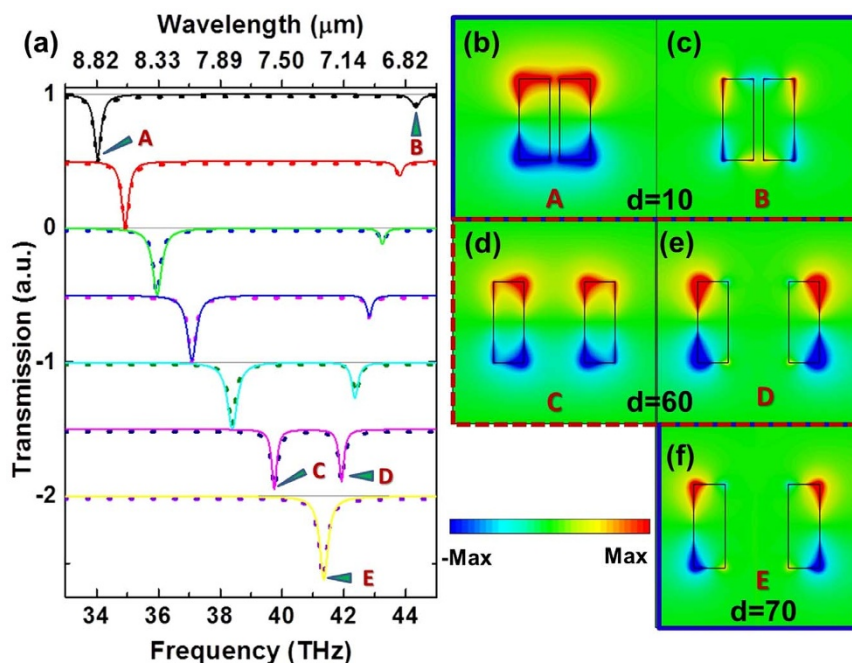 Wavelength (μm)
(a)
8.82 8.33 7.89 7.50 7.14 6.82
Transmission (a.u.)
1
0
-1
-2
A
B
C
D
E
34 36 38 40 42 44
Frequency (THz)
(b) (c)
A d=10 B
(d) (e)
C d=60 D
(f)
-Max Max
E
d=70